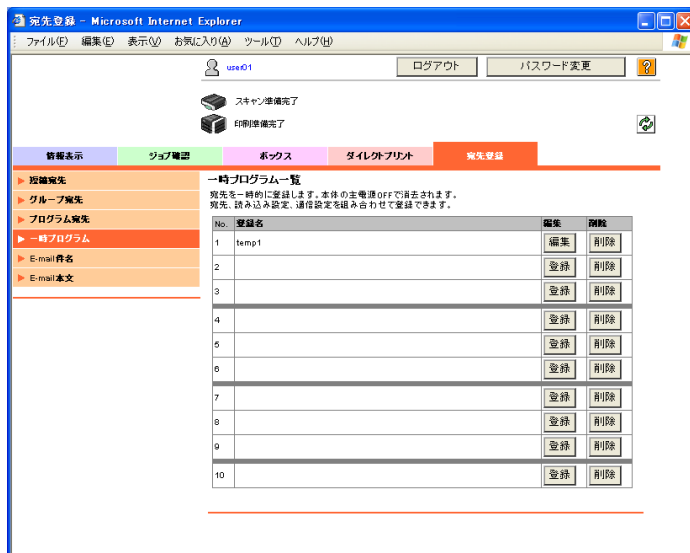 宛先登録 - Microsoft Internet Explorer
ファイル(F) 編集(E) 表示(V) お気に入り(A) ツール(T) ヘルプ(H)
user01 ログアウト パスワード変更 ?
スキャン準備完了
印刷準備完了
情報表示 ジョブ確認 ボックス ダイレクトプリント 宛先登録
短縮宛先
グループ宛先
プログラム宛先
一時プログラム
E-mail件名
E-mail本文
一時プログラム一覧
宛先を一時的に登録します。本体の主電源OFFで消去されます。
宛先、読み込み設定、通信設定を組み合わせて登録できます。
No. 登録名 編集 削除
1 temp1 編集 削除
2 登録 削除
3 登録 削除
4 登録 削除
5 登録 削除
6 登録 削除
7 登録 削除
8 登録 削除
9 登録 削除
10 登録 削除